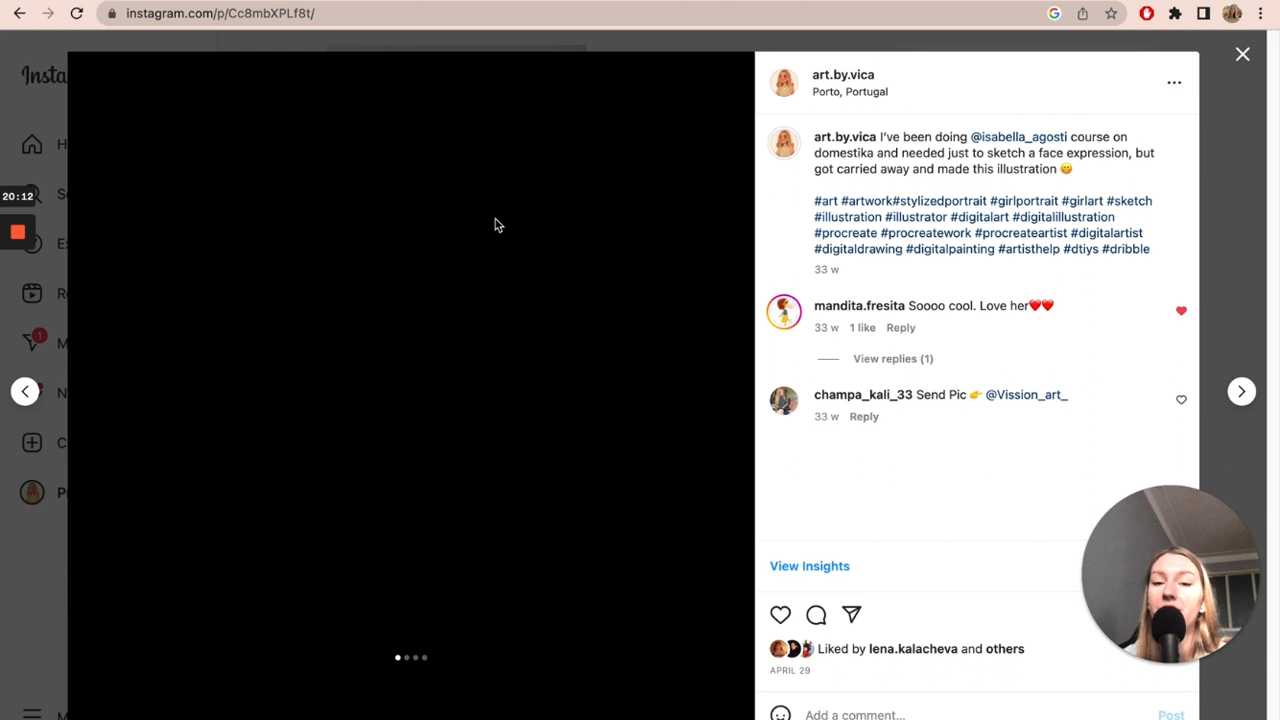 instagram.com/p/Cc8mbXPLf8t/
Insta
art.by.vica
Porto, Portugal
art.by.vica I've been doing @isabella_agosti course on
domestika and needed just to sketch a face expression, but
got carried away and made this illustration 🤭
#art #artwork#stylizedportrait #girlportrait #girlart #sketch
#illustration #illustrator #digitalart #digitalillustration
#procreate #procreatework #procreateartist #digitalartist
#digitaldrawing #digitalpainting #artisthelp #dtiys #dribble
33 w
mandita.fresita Soooo cool. Love her❤️❤️
33 w 1 like Reply
View replies (1)
champa_kali_33 Send Pic 👉 @Vission_art_
33 w Reply
View Insights
Liked by lena.kalacheva and others
APRIL 29
Add a comment...
Post
H
20:12
S
E
R
1
M
N
C
P
M